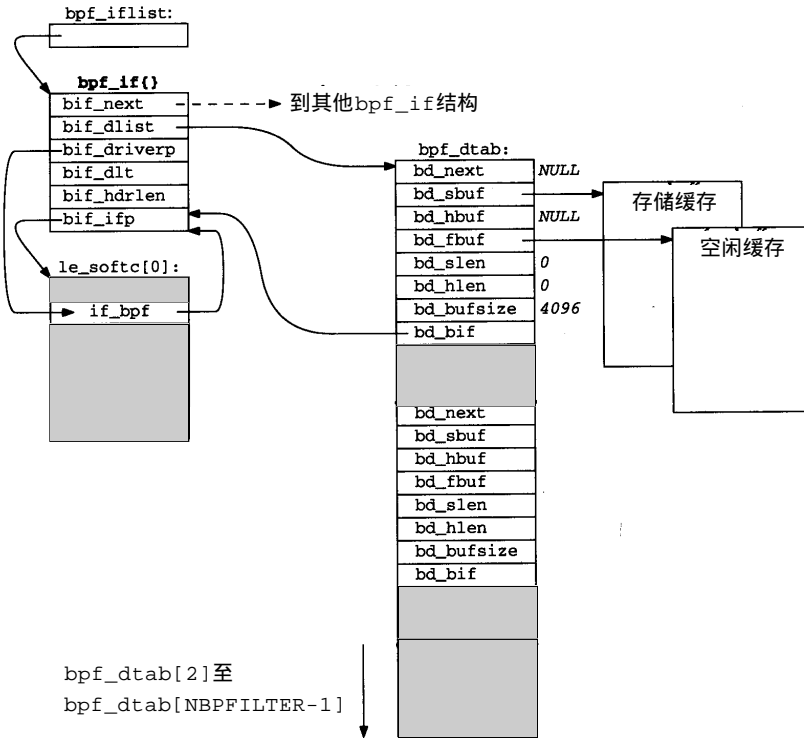 bpf_iflist:
bpf_if{}
bif_next
到其他bpf_if结构
bif_dlist
bif_driverp
bif_dlt
bif_hdrlen
bif_ifp
le_softc[0]:
if_bpf
bpf_dtab:
bd_next NULL
bd_sbuf
bd_hbuf NULL
bd_fbuf
bd_slen 0
bd_hlen 0
bd_bufsize 4096
bd_bif
存储缓存
空闲缓存
bd_next
bd_sbuf
bd_hbuf
bd_fbuf
bd_slen
bd_hlen
bd_bufsize
bd_bif
bpf_dtab[2]至
bpf_dtab[NBPFILTER-1]